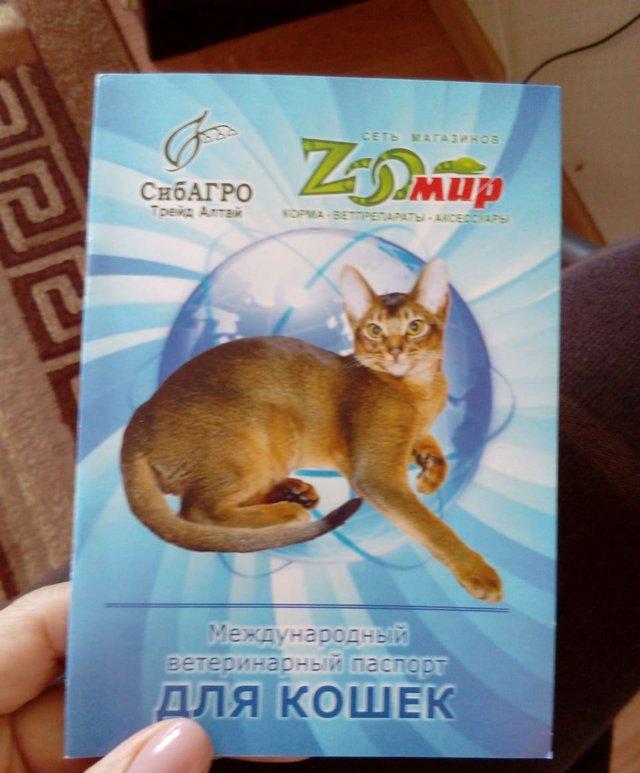 СибАГРО
Трейд Алтай
СЕТЬ МАГАЗИНОВ
ZOOмир
КОРМА • ВЕТПРЕПАРАТЫ • АКСЕССУАРЫ
Международный
ветеринарный паспорт
ДЛЯ КОШЕК